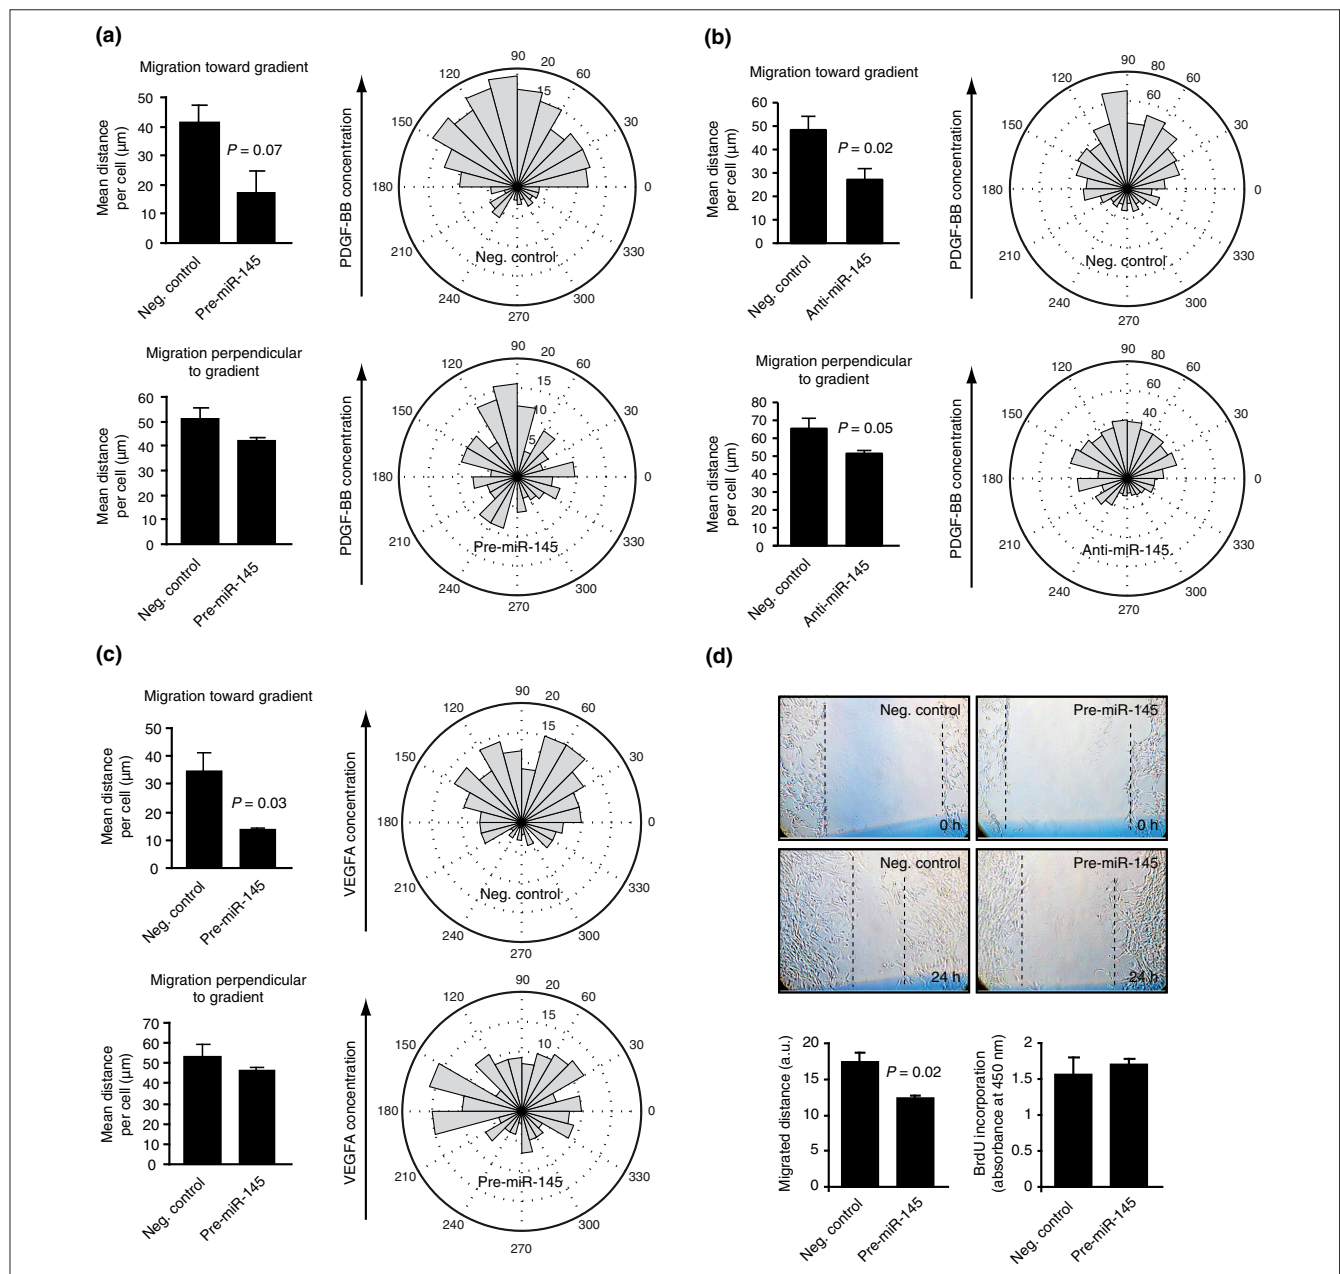 (a)
Migration toward gradient
Mean distance
per cell (µm)
50
40
30
20
10
0
P = 0.07
Neg. control
Pre-miR-145
PDGF-BB concentration
90
20
120
60
15
150
30
180
0
210
330
Neg. control
240
300
270
Migration perpendicular
to gradient
Mean distance
per cell (µm)
60
50
40
30
20
10
0
Neg. control
Pre-miR-145
PDGF-BB concentration
90
20
120
60
15
150
10
30
5
180
0
210
330
Pre-miR-145
240
300
270
(b)
Migration toward gradient
Mean distance
per cell (µm)
60
50
40
30
20
10
0
P = 0.02
Neg. control
Anti-miR-145
PDGF-BB concentration
90
80
120
60
60
150
30
180
0
210
330
Neg. control
240
300
270
Migration perpendicular
to gradient
Mean distance
per cell (µm)
80
70
60
50
40
30
20
10
0
P = 0.05
Neg. control
Anti-miR-145
PDGF-BB concentration
90
80
120
60
60
150
40
30
180
0
210
330
Anti-miR-145
240
300
270
(c)
Migration toward gradient
Mean distance
per cell (µm)
50
40
30
20
10
0
P = 0.03
Neg. control
Pre-miR-145
VEGFA concentration
90
20
120
60
15
150
30
180
0
210
330
Neg. control
240
300
270
Migration perpendicular
to gradient
Mean distance
per cell (µm)
70
60
50
40
30
20
10
0
Neg. control
Pre-miR-145
VEGFA concentration
90
20
120
60
15
150
10
30
180
0
210
330
Pre-miR-145
240
300
270
(d)
Neg. control
0 h
Pre-miR-145
0 h
Neg. control
24 h
Pre-miR-145
24 h
Migrated distance (a.u.)
20
15
10
5
0
P = 0.02
Neg. control
Pre-miR-145
BrdU incorporation
(absorbance at 450 nm)
2
1.5
1
0.5
0
Neg. control
Pre-miR-145